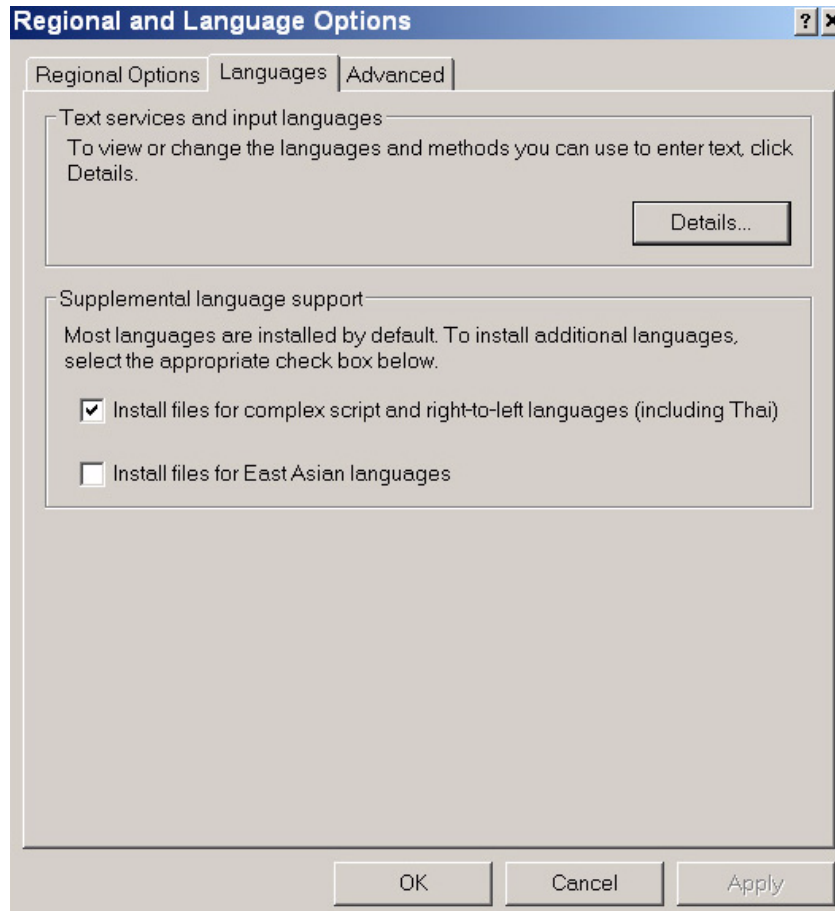 Regional and Language Options
Regional Options Languages Advanced
Text services and input languages
To view or change the languages and methods you can use to enter text, click
Details.
Details...
Supplemental language support
Most languages are installed by default. To install additional languages,
select the appropriate check box below.
Install files for complex script and right-to-left languages (including Thai)
Install files for East Asian languages
OK Cancel Apply